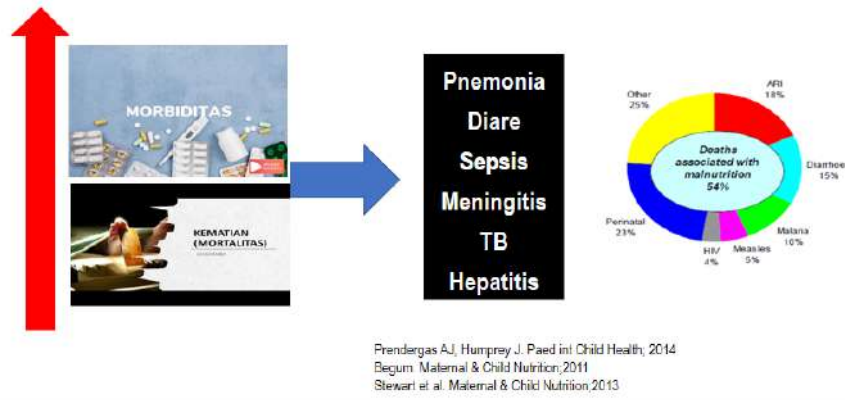 MORBIDITAS
KEMATIAN
(MORTALITAS)
Pnemonia
Diare
Sepsis
Meningitis
TB
Hepatitis
Other
25%
ARI
18%
Deaths
associated with
malnutrition
54%
Diarrhoe
15%
Perinatal
23%
Malaria
10%
HIV
4%
Measles
5%
Prendergas AJ, Humprey J. Paed int Child Health; 2014
Begum. Maternal & Child Nutrition;2011
Stewart et al. Maternal & Child Nutrition;2013